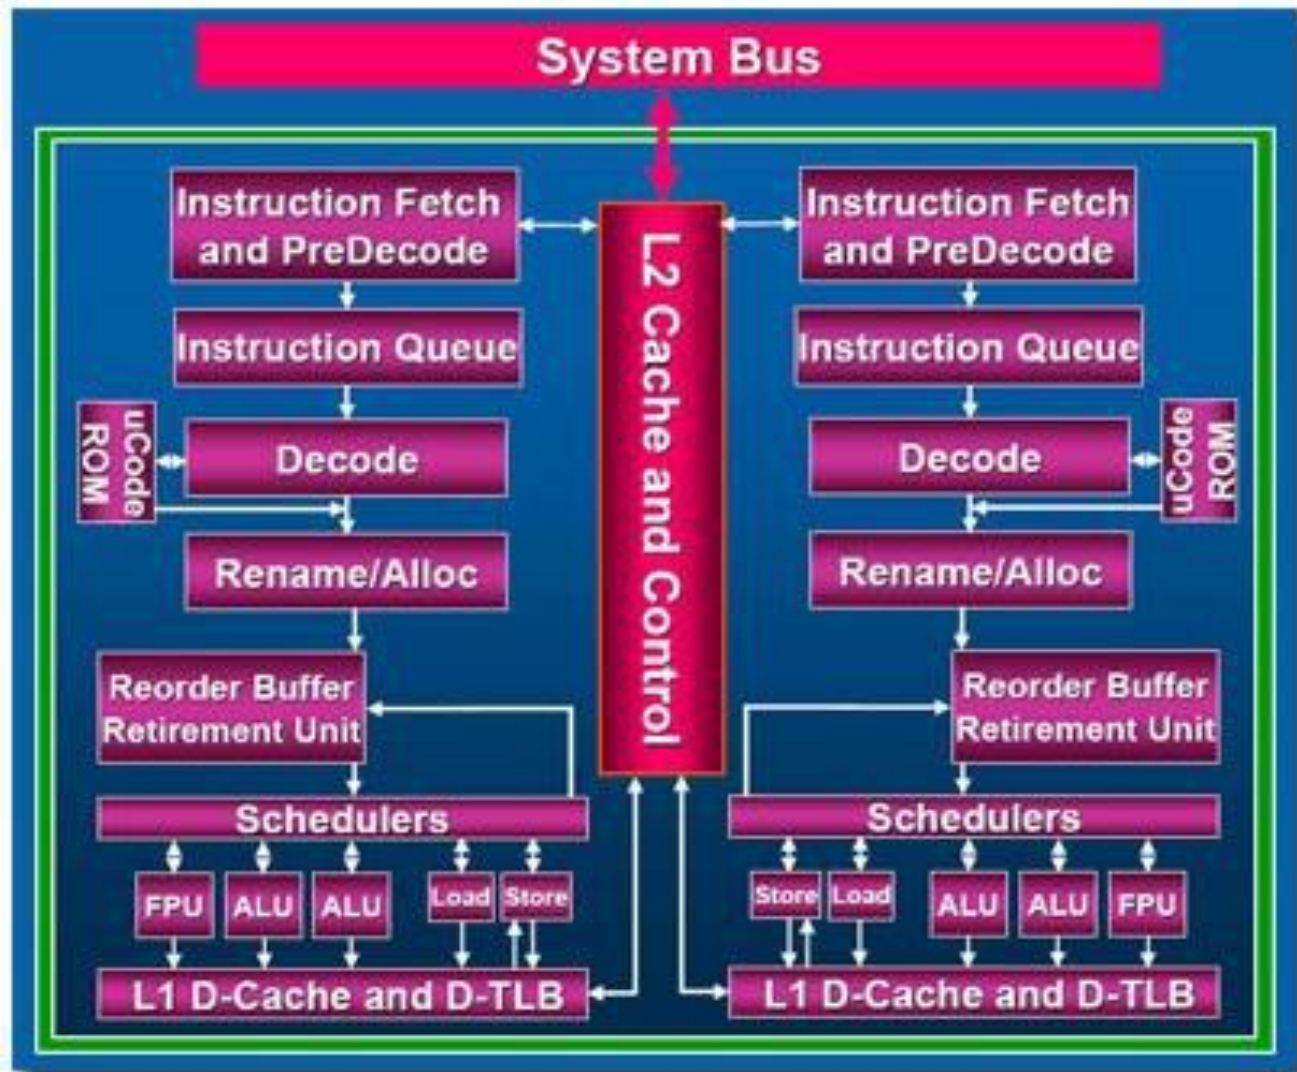 System Bus
Instruction Fetch
and PreDecode
Instruction Queue
uCode
ROM
Decode
Rename/Alloc
Reorder Buffer
Retirement Unit
Schedulers
FPU
ALU
ALU
Load
Store
L1 D-Cache and D-TLB
L2 Cache and Control
Instruction Fetch
and PreDecode
Instruction Queue
Decode
uCode
ROM
Rename/Alloc
Reorder Buffer
Retirement Unit
Schedulers
Store
Load
ALU
ALU
FPU
L1 D-Cache and D-TLB